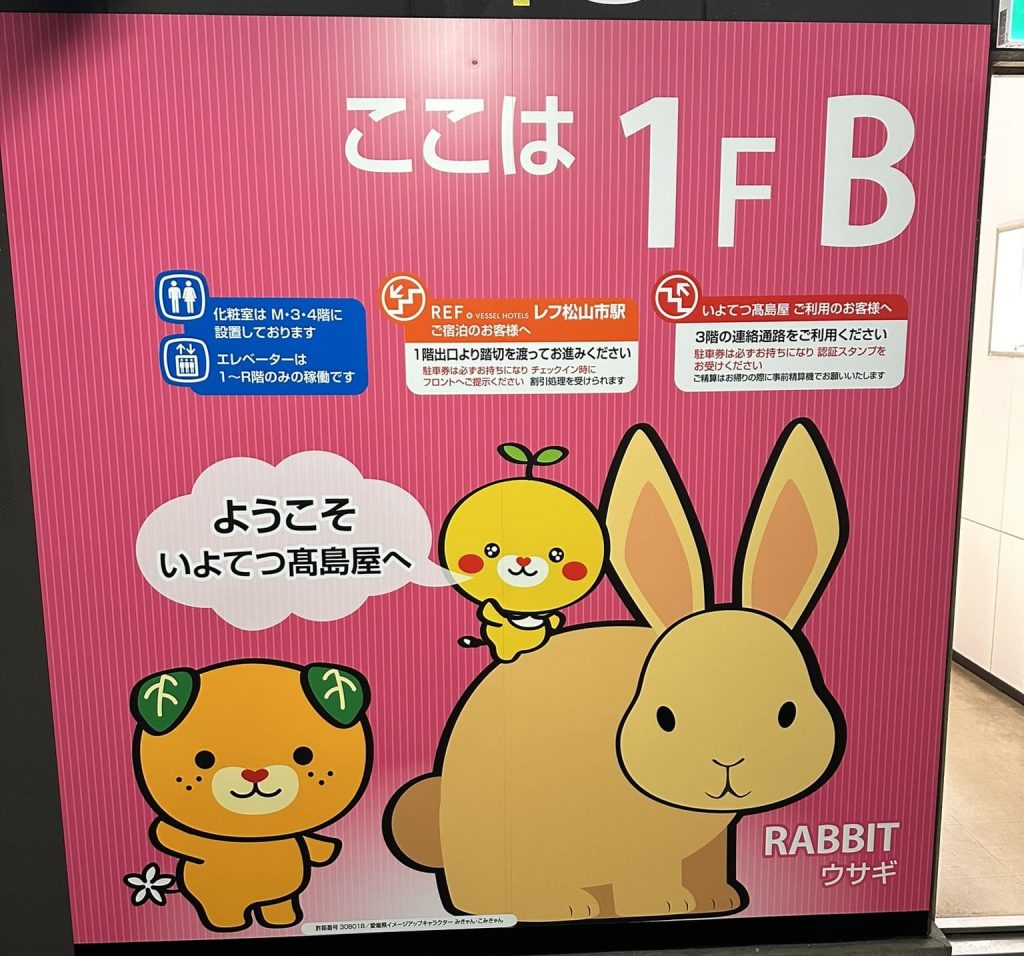 ここは 1F B
化粧室は M・3・4階に
設置しております
エレベーターは
1〜R階のみの稼働です
REF VESSEL HOTELS レフ松山市駅
ご宿泊のお客様へ
1階出口より踏切を渡ってお進みください
駐車券は必ずお持ちになり チェックイン時に
フロントへご提示ください 割引処理を受けられます
いよてつ髙島屋 ご利用のお客様へ
3階の連絡通路をご利用ください
駐車券は必ずお持ちになり 認証スタンプを
お受けください
ご精算はお帰りの際に事前精算機でお願いいたします
ようこそ
いよてつ髙島屋へ
RABBIT
ウサギ
許諾番号 308018/愛媛県イメージアップキャラクター みきゃん・こみきゃん